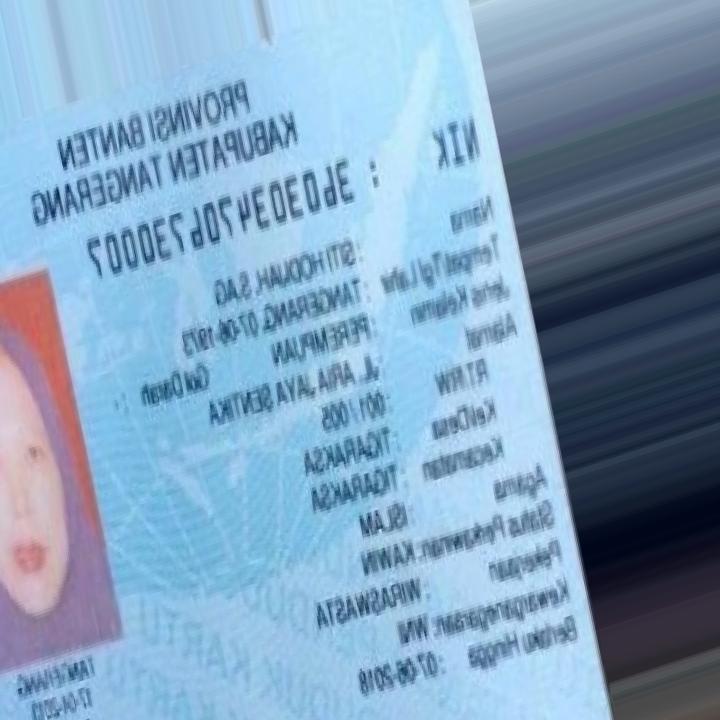 PROVINSI BANTEN
KABUPATEN TANGERANG
NIK : 3603034706730007
Nama : SITI S.AG
Tempat/Tgl Lahir : TANGERANG, 07-06-1973
Jenis Kelamin : PEREMPUAN Gol Darah :
Alamat : JL. ARIA JAYA SENTIKA
RT/RW : 001 / 005
Kel/Desa : TIGARAKSA
Kecamatan : TIGARAKSA
Agama : ISLAM
Status Perkawinan: KAWIN
Pekerjaan : WIRASWASTA
Kewarganegaraan: WNI
Berlaku Hingga : 07-06-2018
TANGERANG